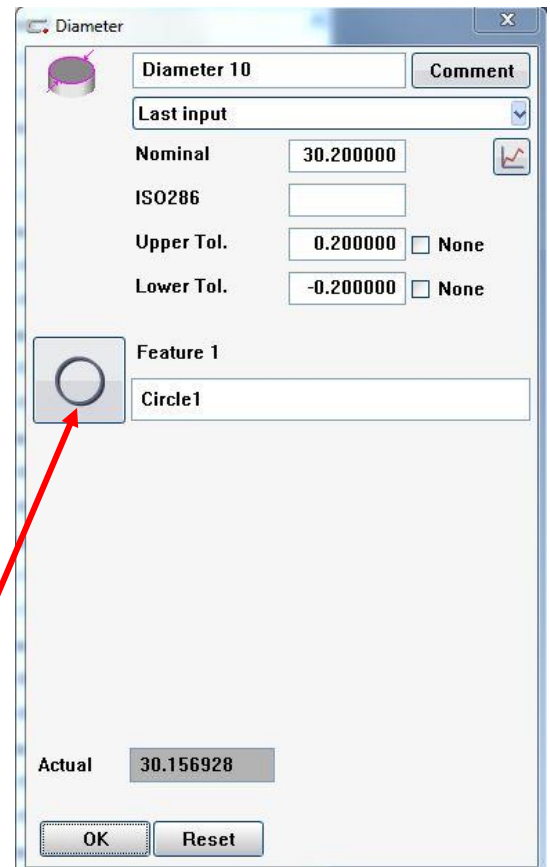 Diameter
Diameter 10 Comment
Last input
Nominal 30.200000
ISO286
Upper Tol. 0.200000 None
Lower Tol. -0.200000 None
Feature 1
Circle1
Actual 30.156928
OK Reset